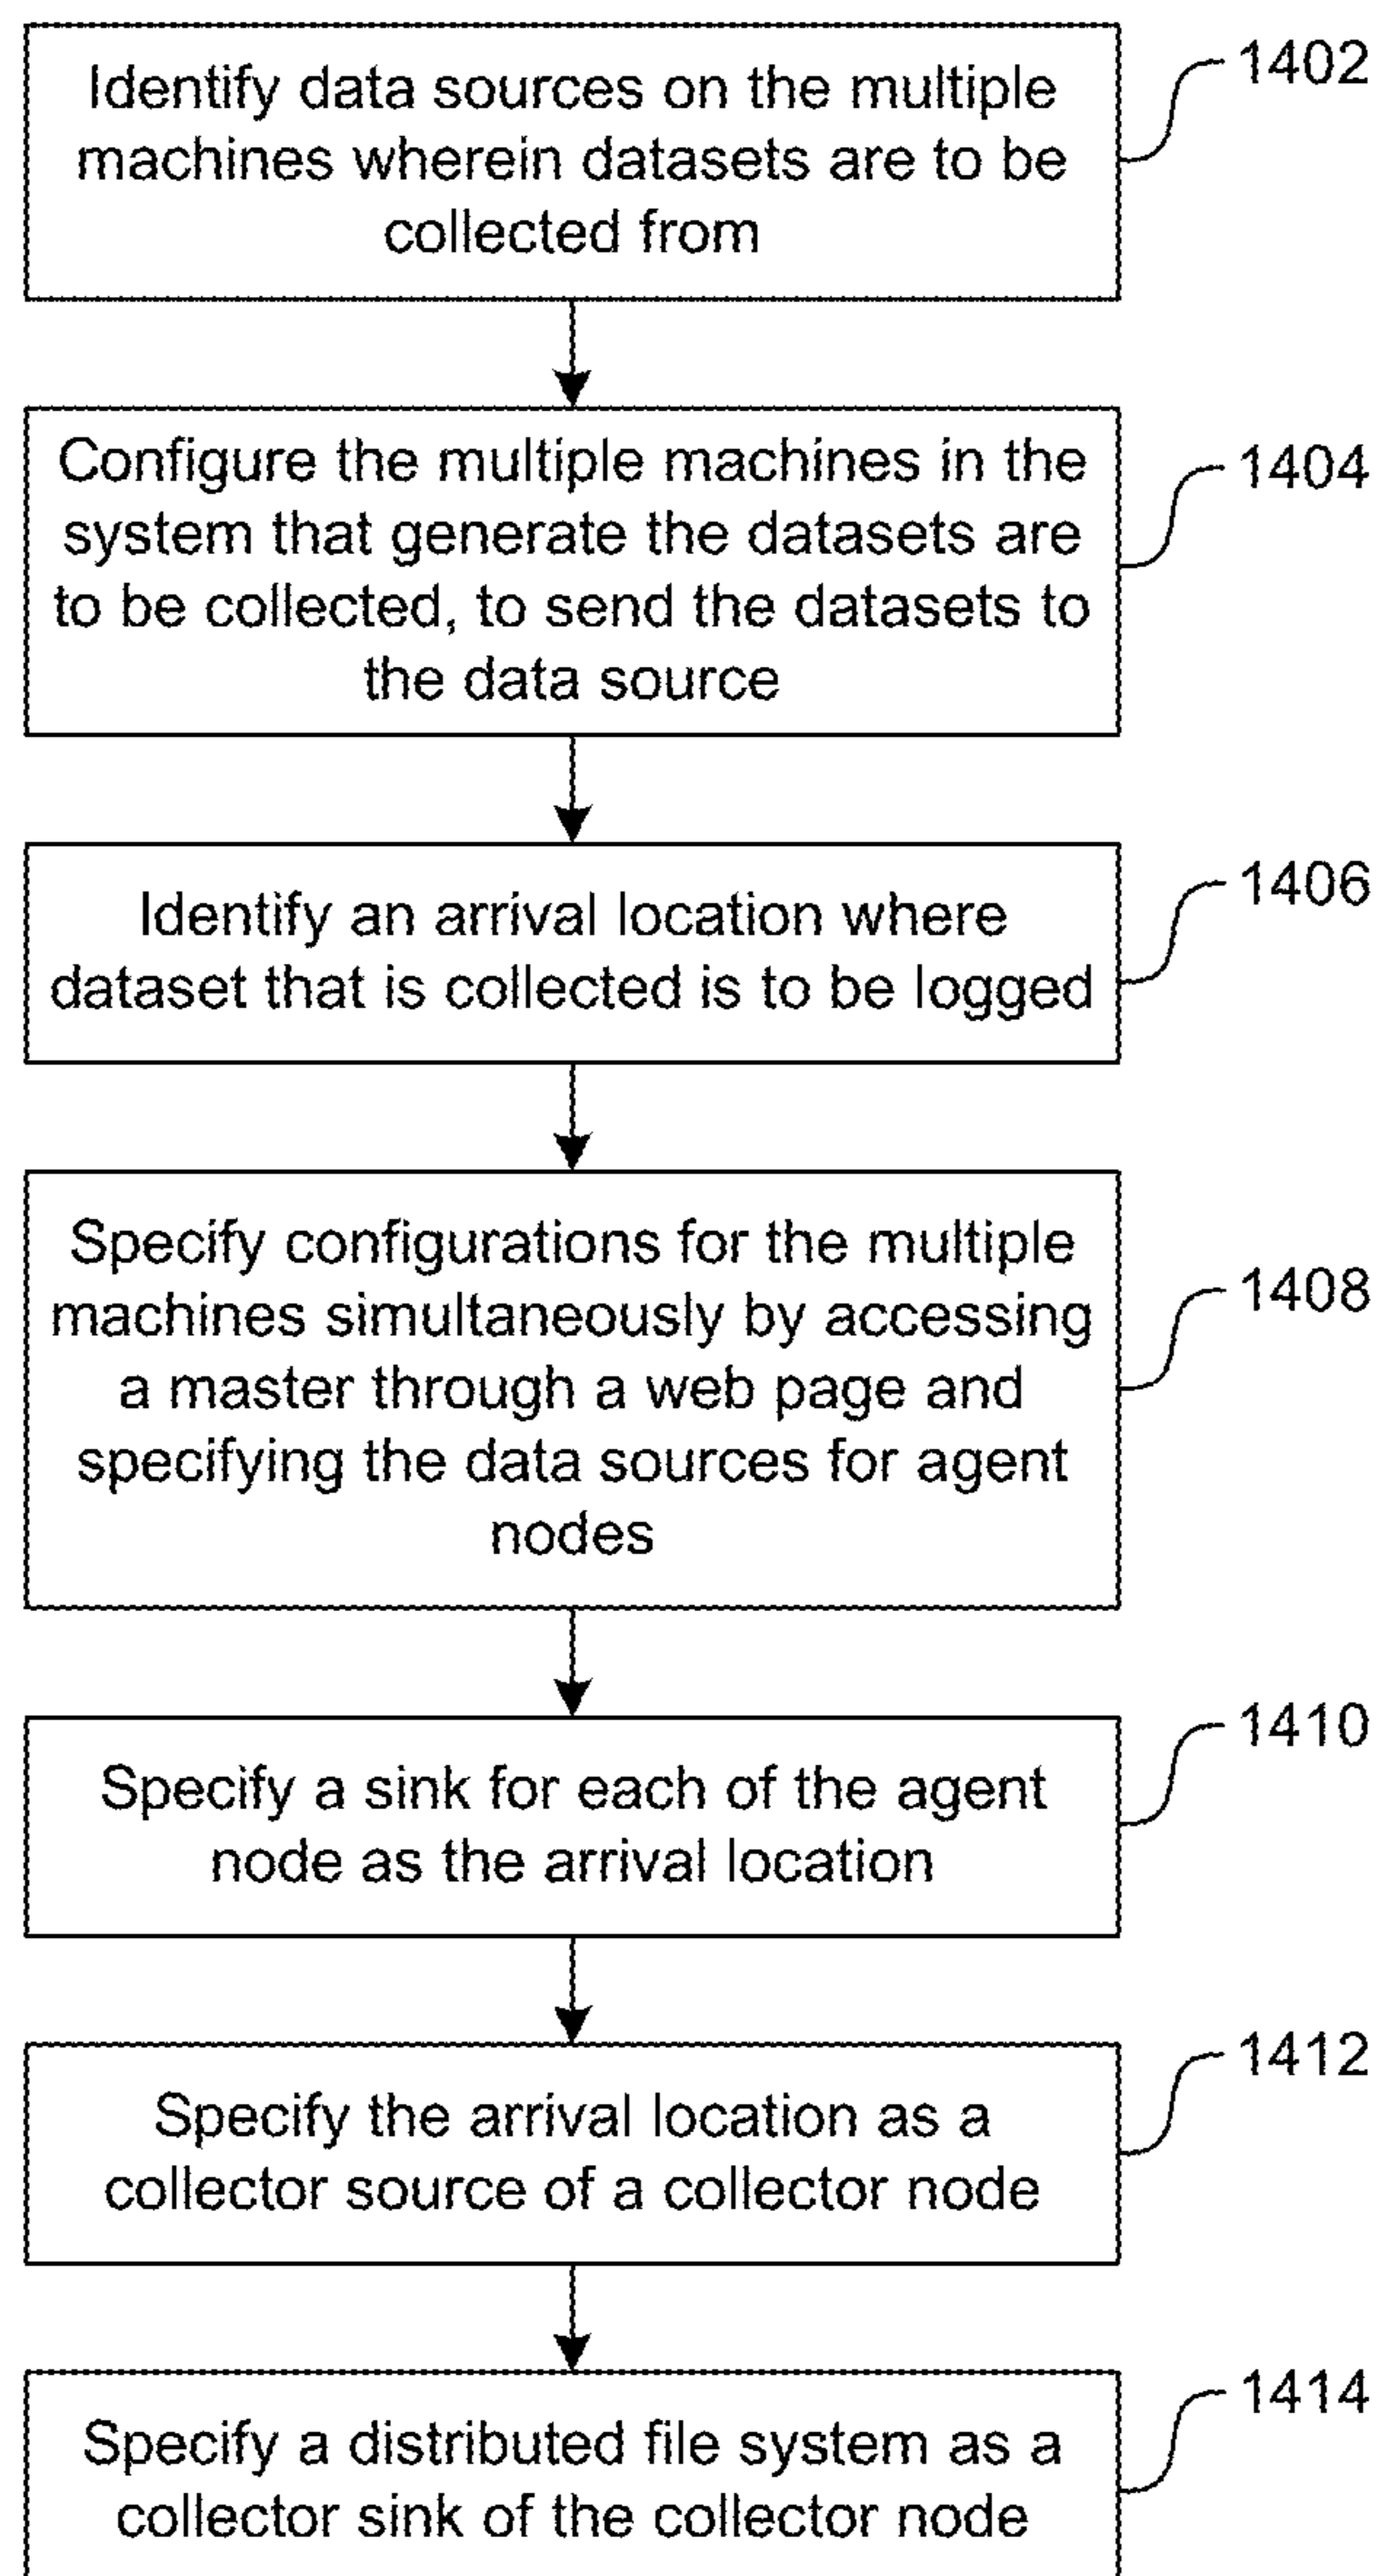 Identify data sources on the multiple
machines wherein datasets are to be
collected from
1402
Configure the multiple machines in the
system that generate the datasets are
to be collected, to send the datasets to
the data source
1404
Identify an arrival location where
dataset that is collected is to be logged
1406
Specify configurations for the multiple
machines simultaneously by accessing
a master through a web page and
specifying the data sources for agent
nodes
1408
Specify a sink for each of the agent
node as the arrival location
1410
Specify the arrival location as a
collector source of a collector node
1412
Specify a distributed file system as a
collector sink of the collector node
1414